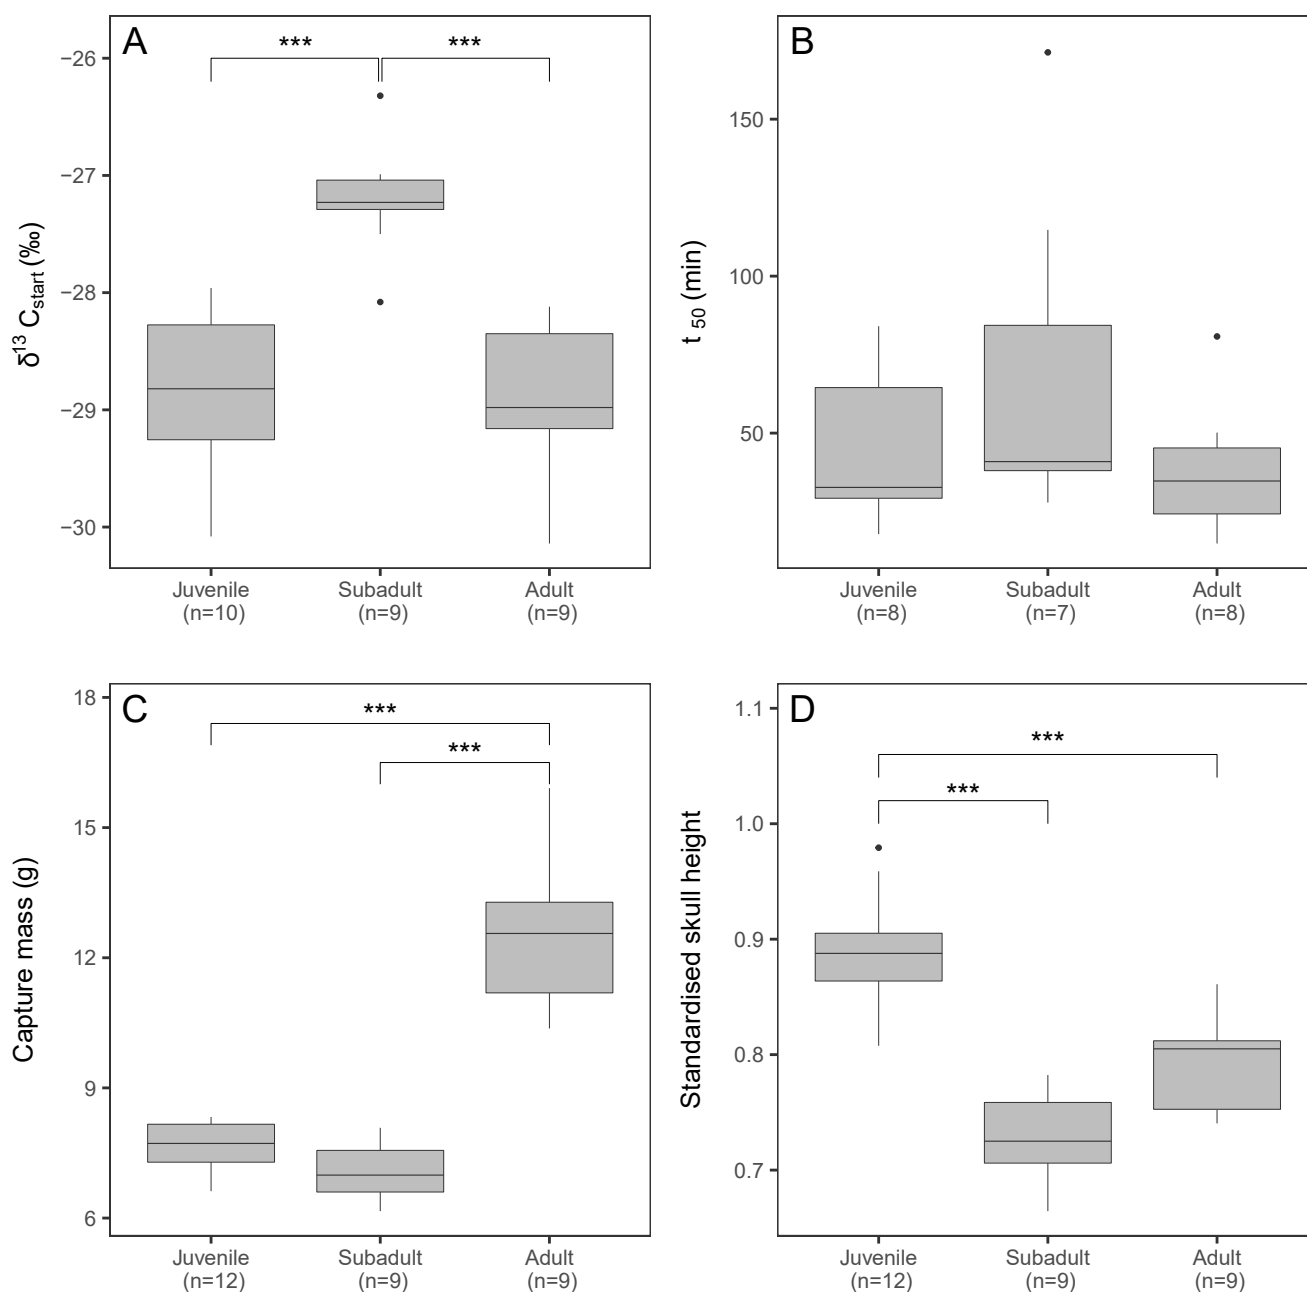 A
*** ***
−26
−27
−28
−29
−30
δ¹³ C_start (‰)
Juvenile Subadult Adult
(n=10) (n=9) (n=9)
B
150
100
50
t ₅₀ (min)
Juvenile Subadult Adult
(n=8) (n=7) (n=8)
C
***
***
18
15
12
9
6
Capture mass (g)
Juvenile Subadult Adult
(n=12) (n=9) (n=9)
D
***
***
1.1
1.0
0.9
0.8
0.7
Standardised skull height
Juvenile Subadult Adult
(n=12) (n=9) (n=9)